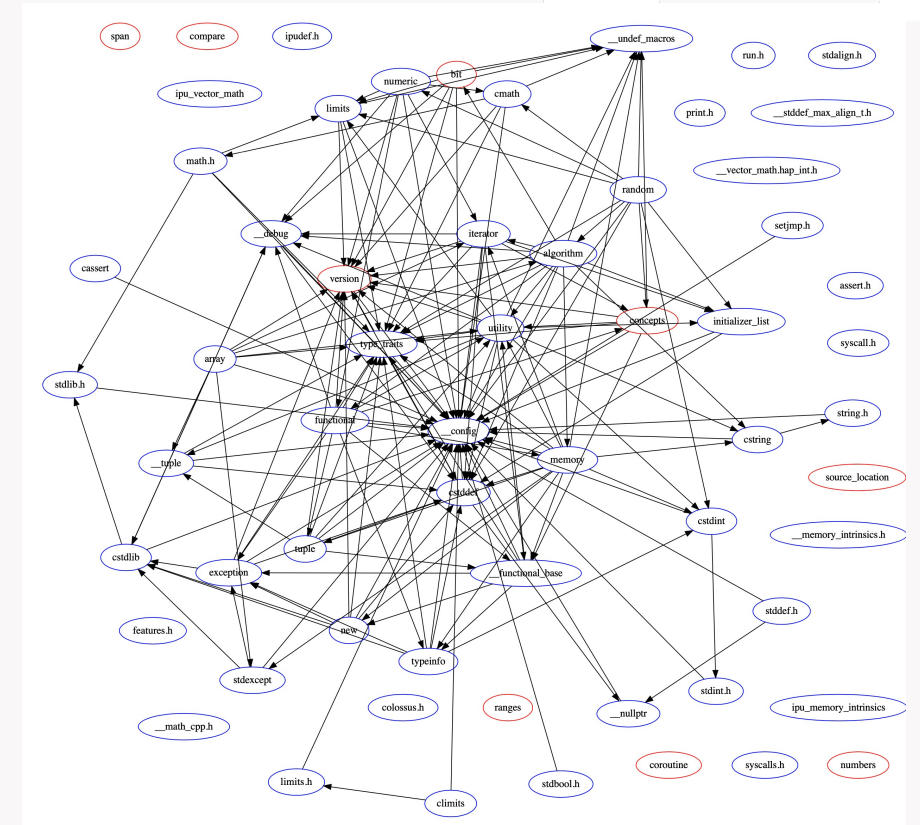 span
compare
ipudef.h
__undef_macros
run.h
stdalign.h
numeric
bit
ipu_vector_math
limits
cmath
print.h
__stddef_max_align_t.h
math.h
__vector_math.hap_int.h
random
setjmp.h
__debug
iterator
algorithm
cassert
version
assert.h
concepts
initializer_list
utility
type_traits
syscall.h
array
stdlib.h
string.h
functional
__config
cstring
__tuple
memory
source_location
cstddef
cstdint
__memory_intrinsics.h
tuple
cstdlib
exception
__functional_base
stddef.h
features.h
new
typeinfo
stdexcept
stdint.h
colossus.h
ranges
ipu_memory_intrinsics
__nullptr
__math_cpp.h
coroutine
syscalls.h
numbers
limits.h
stdbool.h
climits